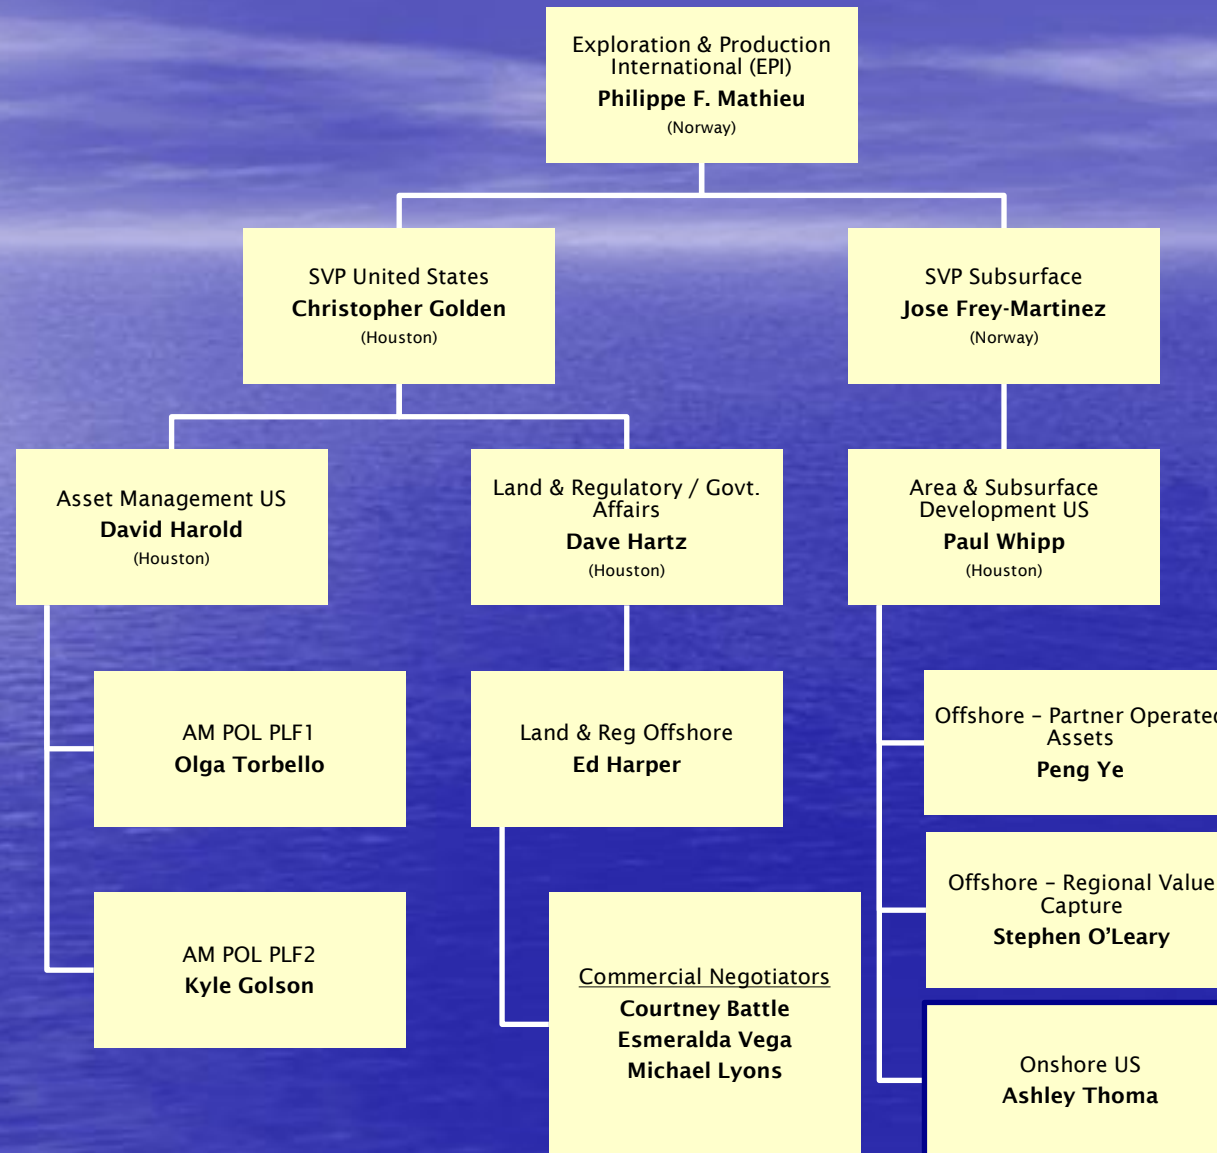 Exploration & Production
International (EPI)
Philippe F. Mathieu
(Norway)
SVP United States
Christopher Golden
(Houston)
SVP Subsurface
Jose Frey-Martinez
(Norway)
Asset Management US
David Harold
(Houston)
Land & Regulatory / Govt.
Affairs
Dave Hartz
(Houston)
Area & Subsurface
Development US
Paul Whipp
(Houston)
AM POL PLF1
Olga Torbello
Land & Reg Offshore
Ed Harper
Offshore – Partner Operated
Assets
Peng Ye
Offshore – Regional Value
Capture
Stephen O’Leary
AM POL PLF2
Kyle Golson
Commercial Negotiators
Courtney Battle
Esmeralda Vega
Michael Lyons
Onshore US
Ashley Thoma